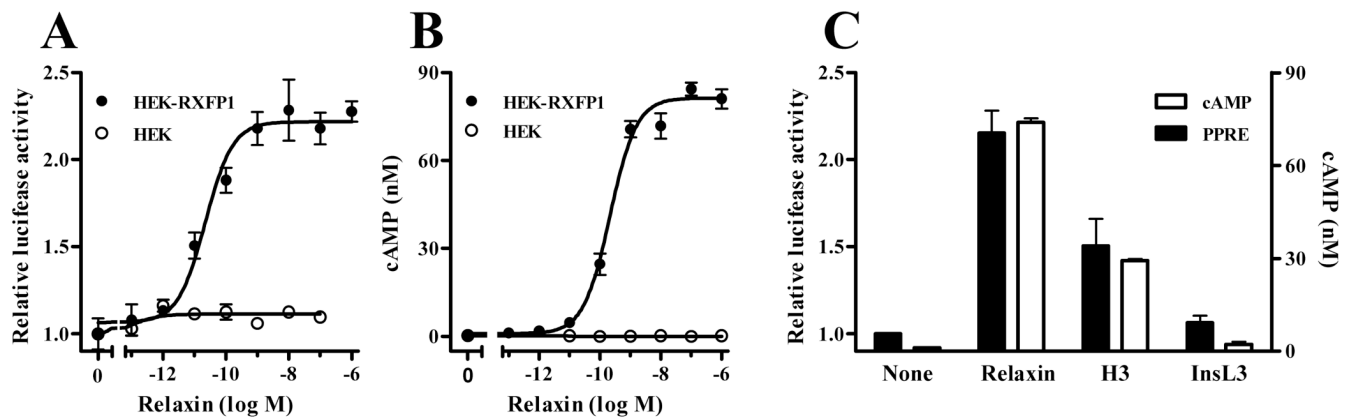 A
Relative lucifease activity
2.5
2.0
1.5
1.0
HEK-RXFP1
HEK
0
-12
-10
-8
-6
Relaxin (log M)
B
cAMP (nM)
90
60
30
0
HEK-RXFP1
HEK
0
-12
-10
-8
-6
Relaxin (log M)
C
Relative lucifease activity
2.5
2.0
1.5
1.0
cAMP
PPRE
90
60
30
0
cAMP (nM)
None
Relaxin
H3
InsL3